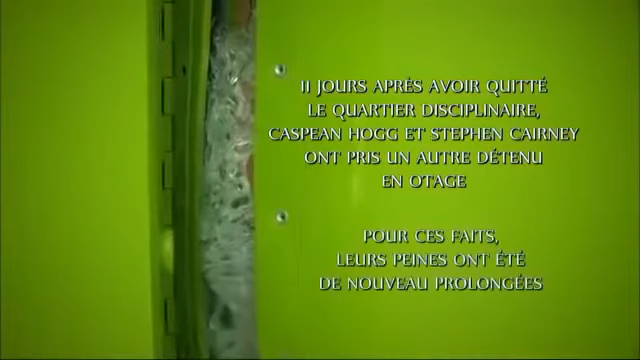 11 JOURS APRÈS AVOIR QUITTÉ
LE QUARTIER DISCIPLINAIRE,
CASPEAN HOGG ET STEPHEN CAIRNEY
ONT PRIS UN AUTRE DÉTENU
EN OTAGE
POUR CES FAITS,
LEURS PEINES ONT ÉTÉ
DE NOUVEAU PROLONGÉES